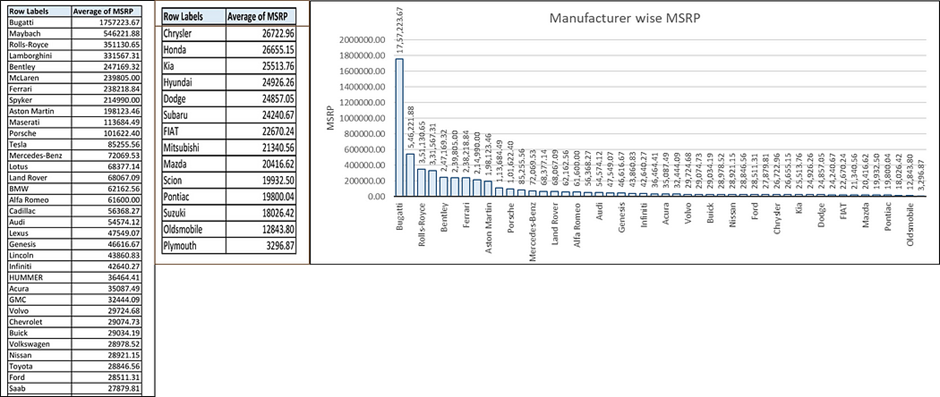 Row Labels Average of MSRP
Bugatti 1757223.67
Maybach 546221.88
Rolls-Royce 351130.65
Lamborghini 331567.31
Bentley 247169.32
McLaren 239805.00
Ferrari 238218.84
Spyker 214990.00
Aston Martin 198123.46
Maserati 113684.49
Porsche 101622.40
Tesla 85255.56
Mercedes-Benz 72069.53
Lotus 68377.14
Land Rover 68067.09
BMW 62162.56
Alfa Romeo 61600.00
Cadillac 56368.27
Audi 54574.12
Lexus 47549.07
Genesis 46616.67
Lincoln 43860.83
Infiniti 42640.27
HUMMER 36464.41
Acura 35087.49
GMC 32444.09
Volvo 29724.68
Chevrolet 29074.73
Buick 29034.19
Volkswagen 28978.52
Nissan 28921.15
Toyota 28846.56
Ford 28511.31
Saab 27879.81
Row Labels Average of MSRP
Chrysler 26722.96
Honda 26655.15
Kia 25513.76
Hyundai 24926.26
Dodge 24857.05
Subaru 24240.67
FIAT 22670.24
Mitsubishi 21340.56
Mazda 20416.62
Scion 19932.50
Pontiac 19800.04
Suzuki 18026.42
Oldsmobile 12843.80
Plymouth 3296.87
Manufacturer wise MSRP
MSRP
2000000.00
1800000.00
1600000.00
1400000.00
1200000.00
1000000.00
800000.00
600000.00
400000.00
200000.00
0.00
17,57,223.67
5,46,221.88
3,51,130.65
3,31,567.31
2,47,169.32
2,39,805.00
2,38,218.84
2,14,990.00
1,98,123.46
1,13,684.49
1,01,622.40
85,255.56
72,069.53
68,377.14
68,067.09
62,162.56
61,600.00
56,368.27
54,574.12
47,549.07
46,616.67
43,860.83
42,640.27
36,464.41
35,087.49
32,444.09
29,724.68
29,074.73
29,034.19
28,978.52
28,921.15
28,846.56
28,511.31
27,879.81
26,722.96
26,655.15
25,513.76
24,926.26
24,857.05
24,240.67
22,670.24
21,340.56
20,416.62
19,932.50
19,800.04
18,026.42
12,843.80
3,296.87
Bugatti
Rolls-Royce
Bentley
Ferrari
Aston Martin
Porsche
Mercedes-Benz
Land Rover
Alfa Romeo
Audi
Genesis
Infiniti
Acura
Volvo
Buick
Nissan
Ford
Chrysler
Kia
Dodge
FIAT
Mazda
Pontiac
Oldsmobile